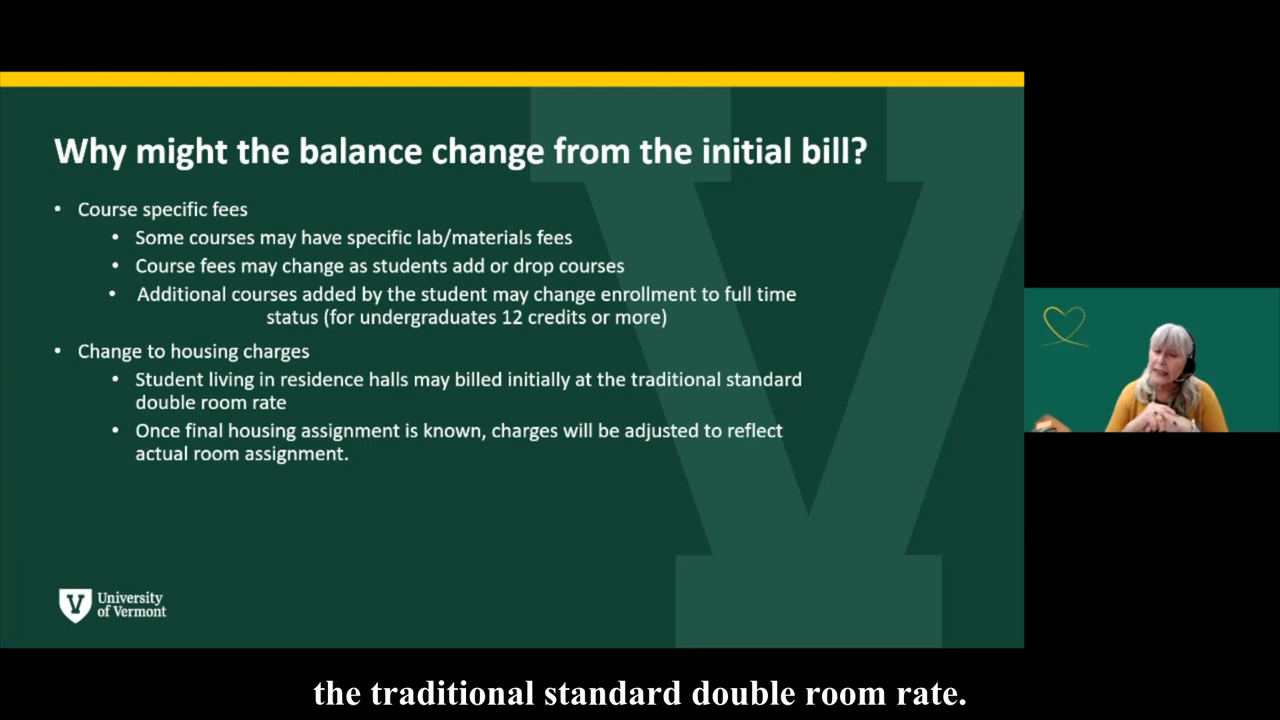 Why might the balance change from the initial bill?
• Course specific fees
• Some courses may have specific lab/materials fees
• Course fees may change as students add or drop courses
• Additional courses added by the student may change enrollment to full time
status (for undergraduates 12 credits or more)
• Change to housing charges
• Student living in residence halls may billed initially at the traditional standard
double room rate
• Once final housing assignment is known, charges will be adjusted to reflect
actual room assignment.
V
University
of Vermont
the traditional standard double room rate.